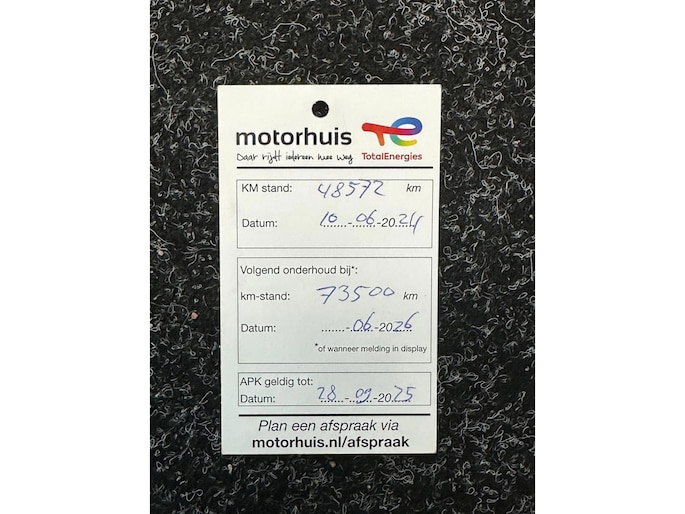 motorhuis
Daar rijdt iedereen mee weg
TotalEnergies
KM stand: 48572 km
Datum: 10.-06-2024
Volgend onderhoud bij*:
km-stand: 73500 km
Datum: .......-06-2026
*of wanneer melding in display
APK geldig tot:
Datum: 28-09-2025
Plan een afspraak via
motorhuis.nl/afspraak